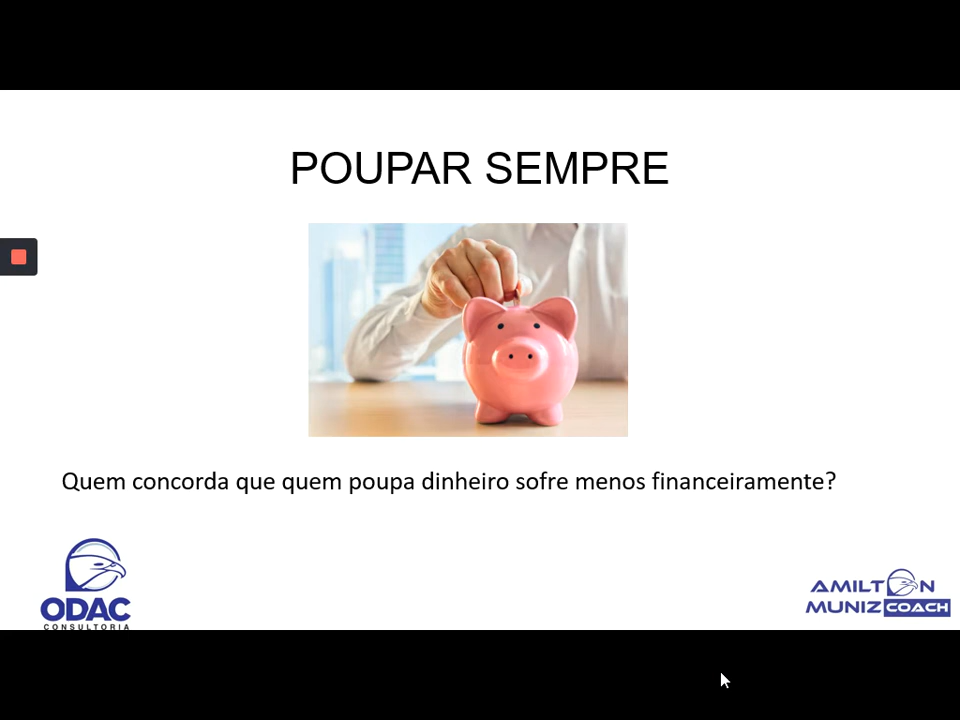 POUPAR SEMPRE
Quem concorda que quem poupa dinheiro sofre menos financeiramente?
ODAC
CONSULTORIA
AMILTON
MUNIZ COACH